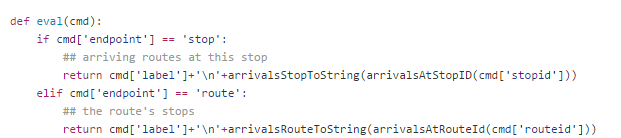 def eval(cmd):
    if cmd['endpoint'] == 'stop':
        ## arriving routes at this stop
        return cmd['label']+'\n'+arrivalsStopToString(arrivalsAtStopID(cmd['stopid']))
    elif cmd['endpoint'] == 'route':
        ## the route's stops
        return cmd['label']+'\n'+arrivalsRouteToString(arrivalsAtRouteId(cmd['routeid']))